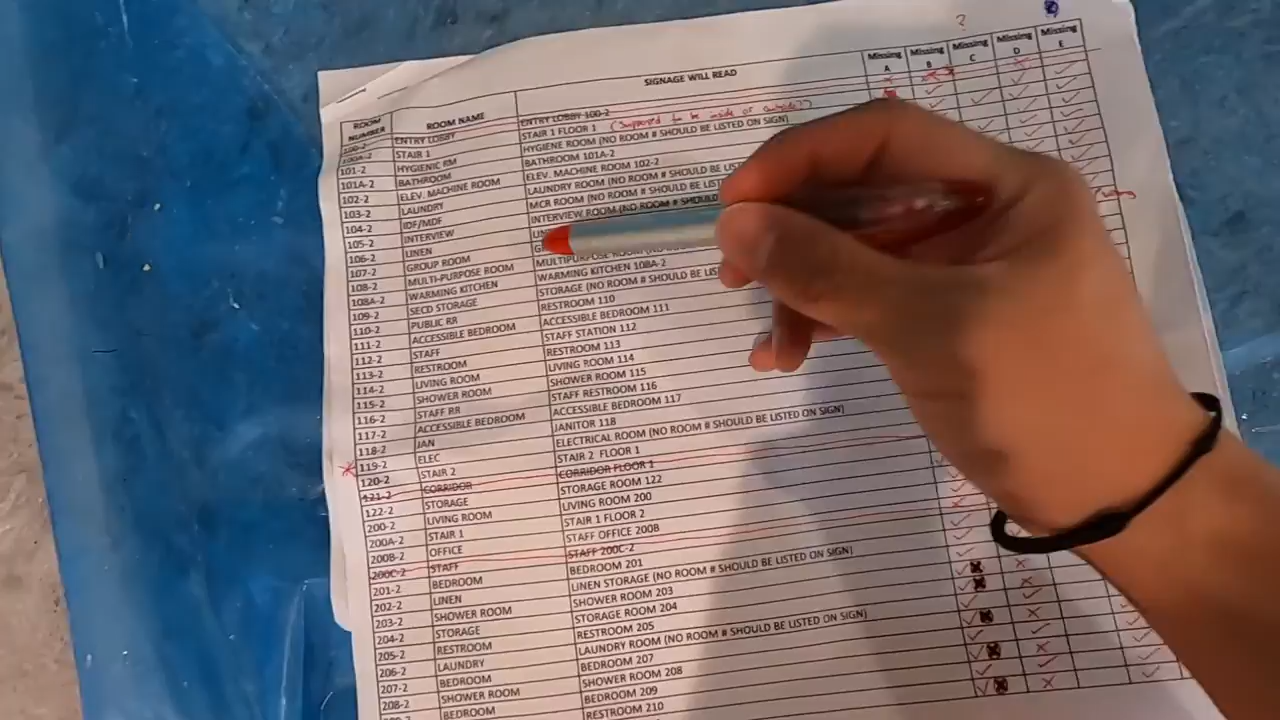 ?
ROOM NUMBER ROOM NAME SIGNAGE WILL READ Missing A Missing B Missing C Missing D Missing E
100-2 ENTRY LOBBY ENTRY LOBBY 100-2
100A-2 STAIR 1 STAIR 1 FLOOR 1 (supposed to be inside or outside??)
101-2 HYGIENIC RM HYGIENE ROOM (NO ROOM # SHOULD BE LISTED ON SIGN)
101A-2 BATHROOM BATHROOM 101A-2
102-2 ELEV. MACHINE ROOM ELEV. MACHINE ROOM 102-2
103-2 LAUNDRY LAUNDRY ROOM (NO ROOM # SHOULD BE LISTED
104-2 IDF/MDF MCR ROOM (NO ROOM # SHOULD BE LIS
105-2 INTERVIEW INTERVIEW ROOM (NO ROOM # SHOULD
106-2 LINEN
107-2 GROUP ROOM
108-2 MULTI-PURPOSE ROOM MULTIPURPOSE ROOM
108A-2 WARMING KITCHEN WARMING KITCHEN 108A-2
109-2 SECD STORAGE STORAGE (NO ROOM # SHOULD BE
110-2 PUBLIC RR RESTROOM 110
111-2 ACCESSIBLE BEDROOM ACCESSIBLE BEDROOM 111
112-2 STAFF STAFF STATION 112
113-2 RESTROOM RESTROOM 113
114-2 LIVING ROOM LIVING ROOM 114
115-2 SHOWER ROOM SHOWER ROOM 115
116-2 STAFF RR STAFF RESTROOM 116
117-2 ACCESSIBLE BEDROOM ACCESSIBLE BEDROOM 117
118-2 JAN JANITOR 118
119-2 ELEC ELECTRICAL ROOM (NO ROOM # SHOULD BE LISTED ON SIGN)
120-2 STAIR 2 STAIR 2 FLOOR 1
121-2 CORRIDOR CORRIDOR FLOOR 1
122-2 STORAGE STORAGE ROOM 122
200-2 LIVING ROOM LIVING ROOM 200
200A-2 STAIR 1 STAIR 1 FLOOR 2
200B-2 OFFICE STAFF OFFICE 200B
200C-2 STAFF STAFF 200C-2
201-2 BEDROOM BEDROOM 201
202-2 LINEN LINEN STORAGE (NO ROOM # SHOULD BE LISTED ON SIGN)
203-2 SHOWER ROOM SHOWER ROOM 203
204-2 STORAGE STORAGE ROOM 204
205-2 RESTROOM RESTROOM 205
206-2 LAUNDRY LAUNDRY ROOM (NO ROOM # SHOULD BE LISTED ON SIGN)
207-2 BEDROOM BEDROOM 207
208-2 SHOWER ROOM SHOWER ROOM 208
BEDROOM BEDROOM 209
RESTROOM 210